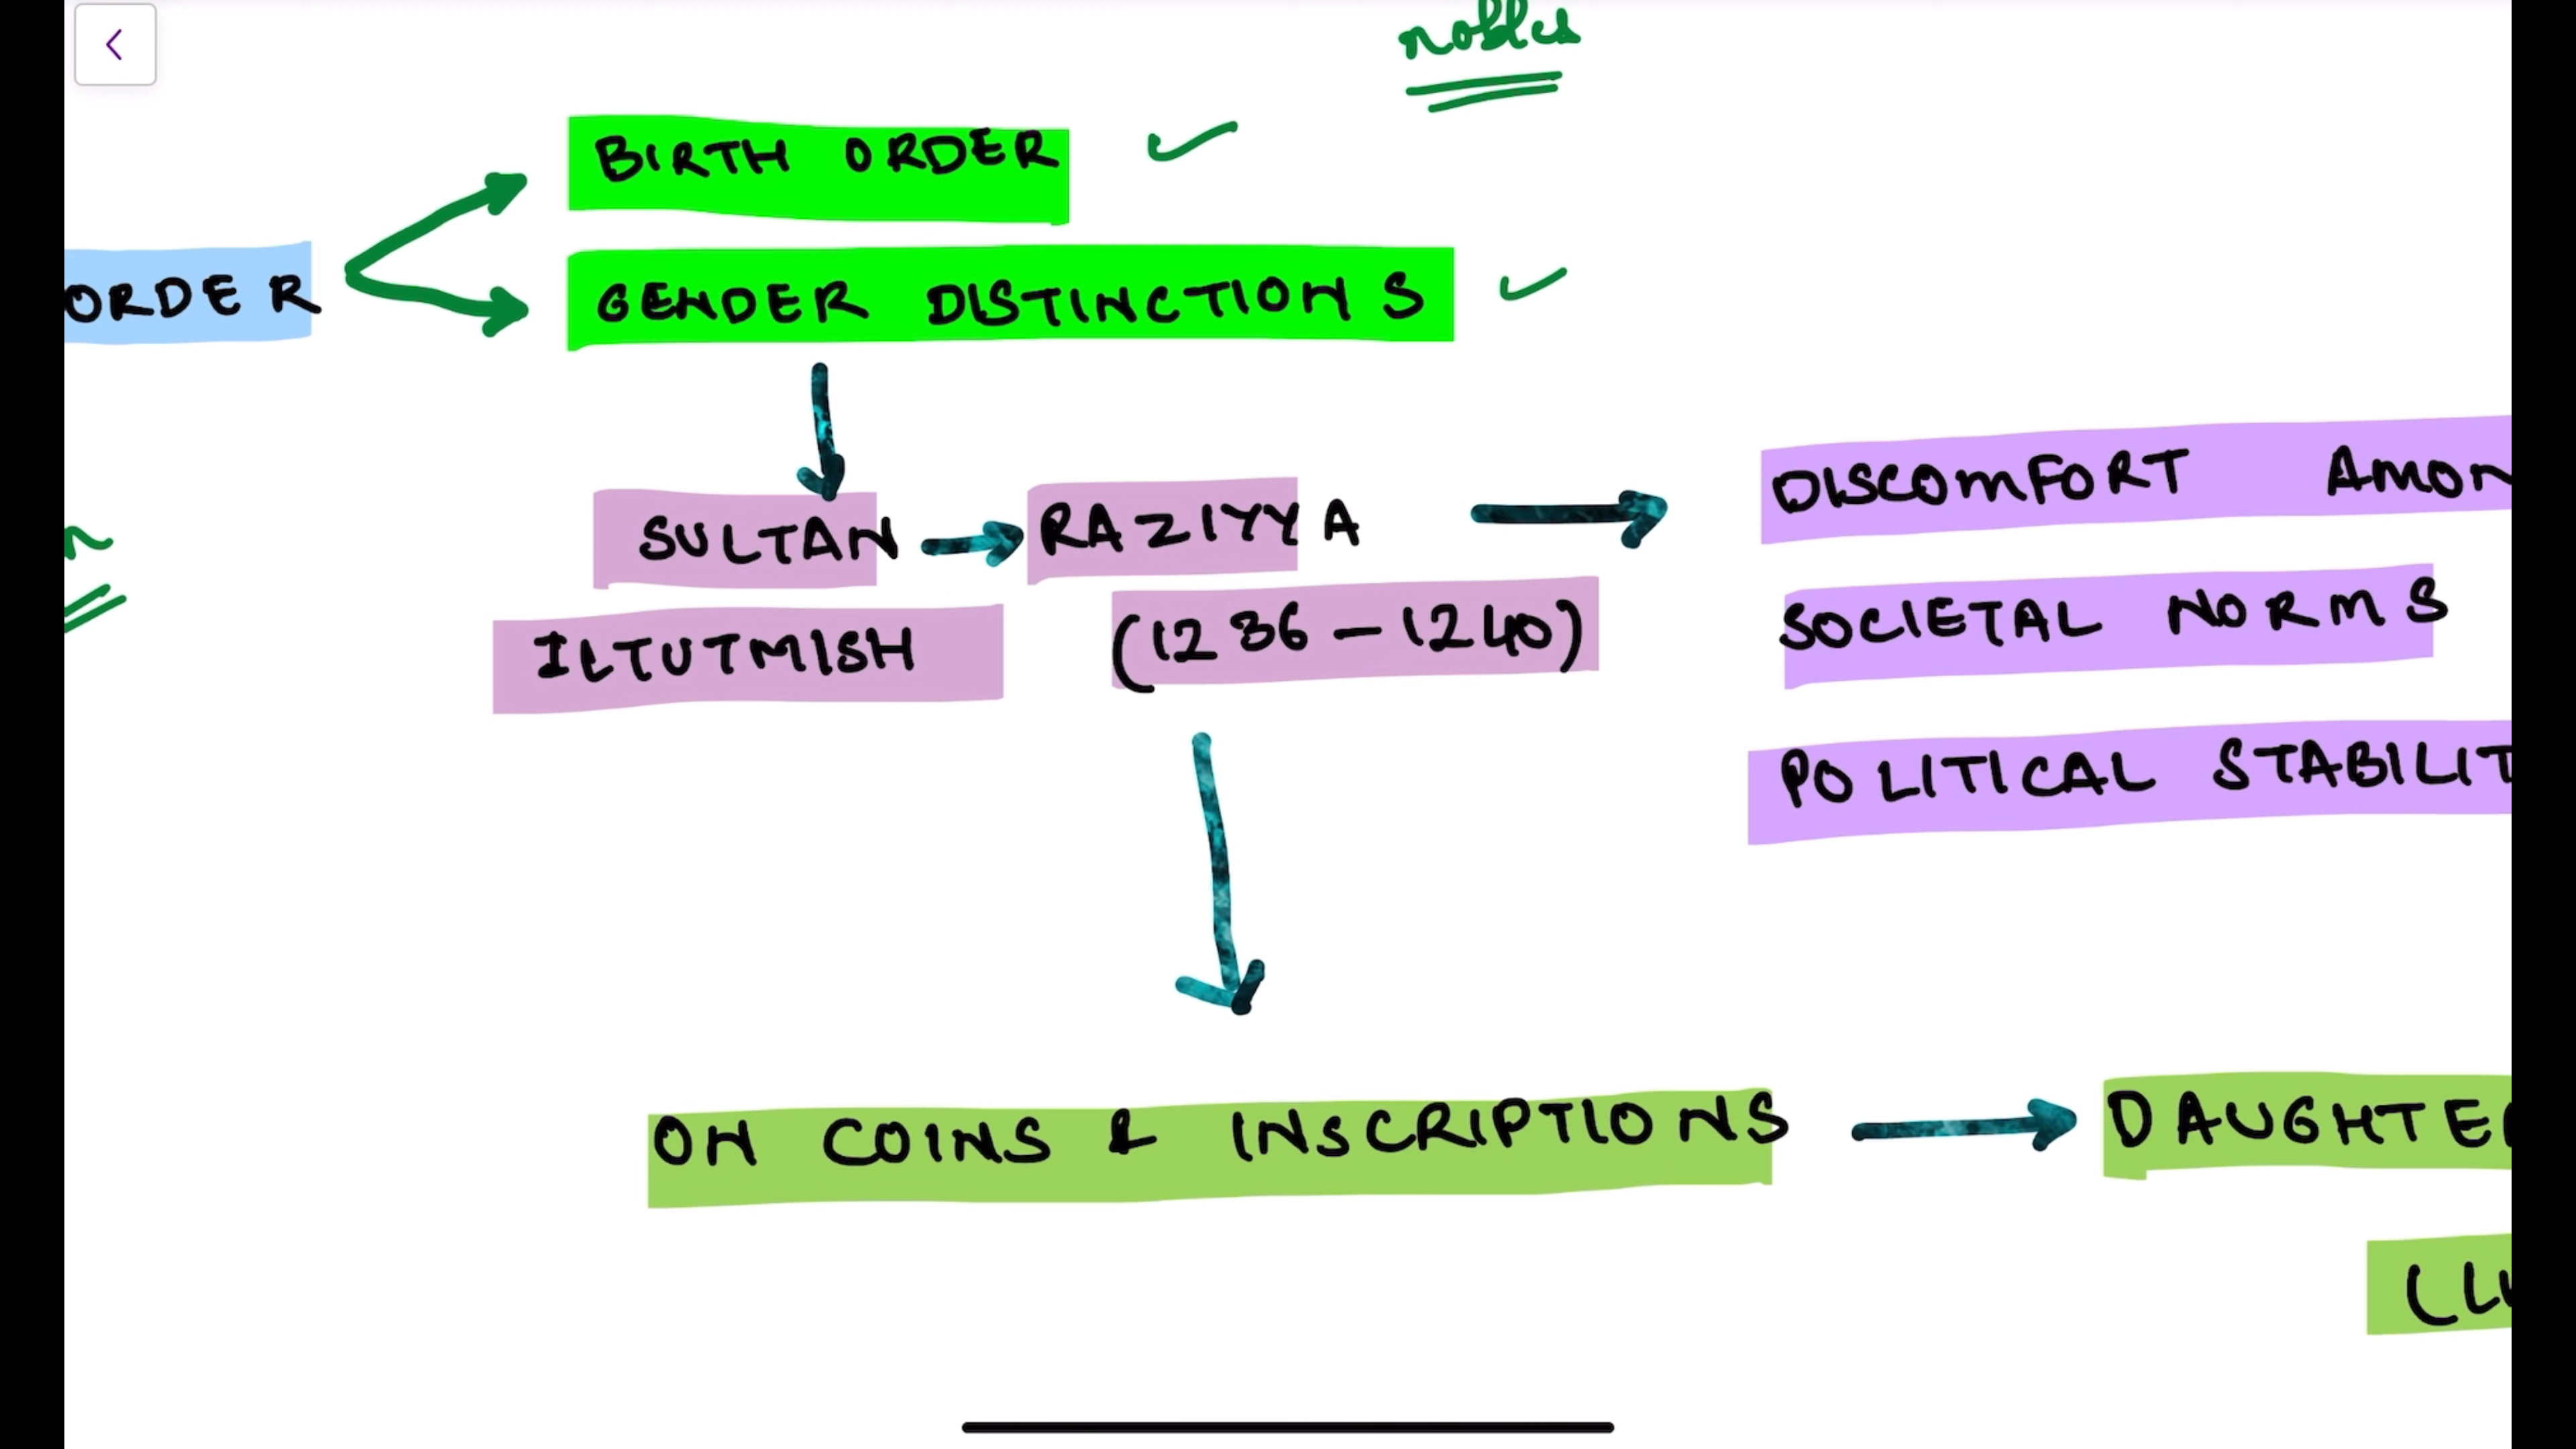 nobles
BIRTH ORDER
ORDER
GENDER DISTINCTIONS
SULTAN RAZIYYA
DISCOMFORT AMON
ILTUTMISH (1236-1240)
SOCIETAL NORMS
POLITICAL STABILIT
ON COINS & INSCRIPTIONS
DAUGHTE